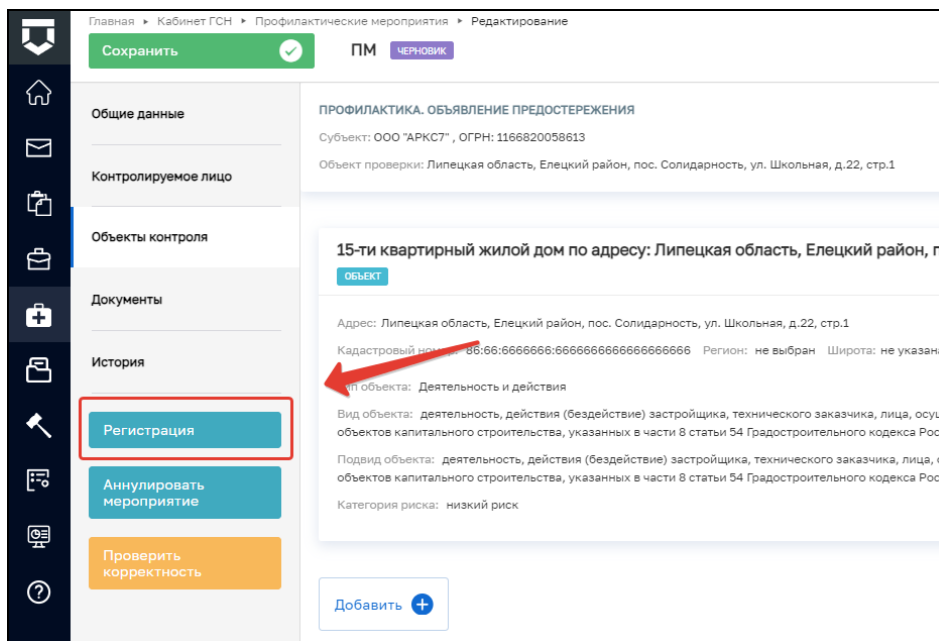 Главная ▸ Кабинет ГСН ▸ Профилактические мероприятия ▸ Редактирование
Сохранить
ПМ ЧЕРНОВИК
Общие данные
Контролируемое лицо
Объекты контроля
Документы
История
Регистрация
Аннулировать
мероприятие
Проверить
корректность
ПРОФИЛАКТИКА. ОБЪЯВЛЕНИЕ ПРЕДОСТЕРЕЖЕНИЯ
Субъект: ООО "АРКС7" , ОГРН: 1166820058613
Объект проверки: Липецкая область, Елецкий район, пос. Солидарность, ул. Школьная, д.22, стр.1
15-ти квартирный жилой дом по адресу: Липецкая область, Елецкий район, п
ОБЪЕКТ
Адрес: Липецкая область, Елецкий район, пос. Солидарность, ул. Школьная, д.22, стр.1
Кадастровый 86:66:6666666:6666666666666666666 Регион: не выбран Широта: не указана
объекта: Деятельность и действия
Вид объекта: деятельность, действия (бездействие) застройщика, технического заказчика, лица, осущ
объектов капитального строительства, указанных в части 8 статьи 54 Градостроительного кодекса Рос
Подвид объекта: деятельность, действия (бездействие) застройщика, технического заказчика, лица, о
объектов капитального строительства, указанных в части 8 статьи 54 Градостроительного кодекса Рос
Категория риска: низкий риск
Добавить